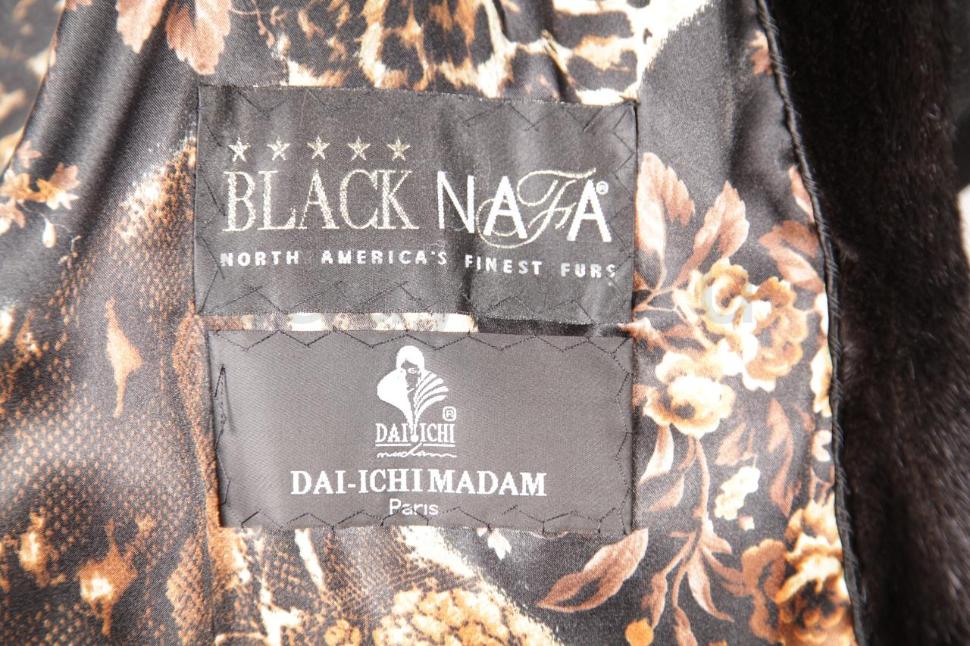 BLACK NAFA®
NORTH AMERICA'S FINEST FURS
®
DAI-ICHI
madam
DAI-ICHI MADAM
Paris